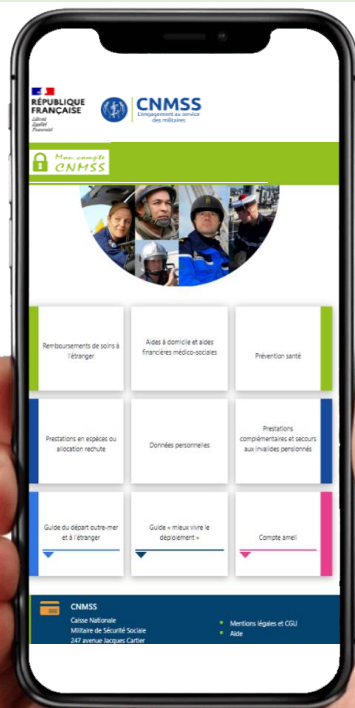 RÉPUBLIQUE
FRANÇAISE
Liberté
Égalité
Fraternité
CNMSS
L'engagement au service
des militaires
Mon compte
CNMSS
Remboursements de soins à
l'étranger
Aides à domicile et aides
financières médico-sociales
Prévention santé
Prestations en espèces ou
allocation rechute
Données personnelles
Prestations
complémentaires et secours
aux invalides pensionnés
Guide du départ outre-mer
et à l'étranger
Guide « mieux vivre le
déploiement »
Compte ameli
CNMSS
Caisse Nationale
Militaire de Sécurité Sociale
247 avenue Jacques Cartier
Mentions légales et CGU
Aide